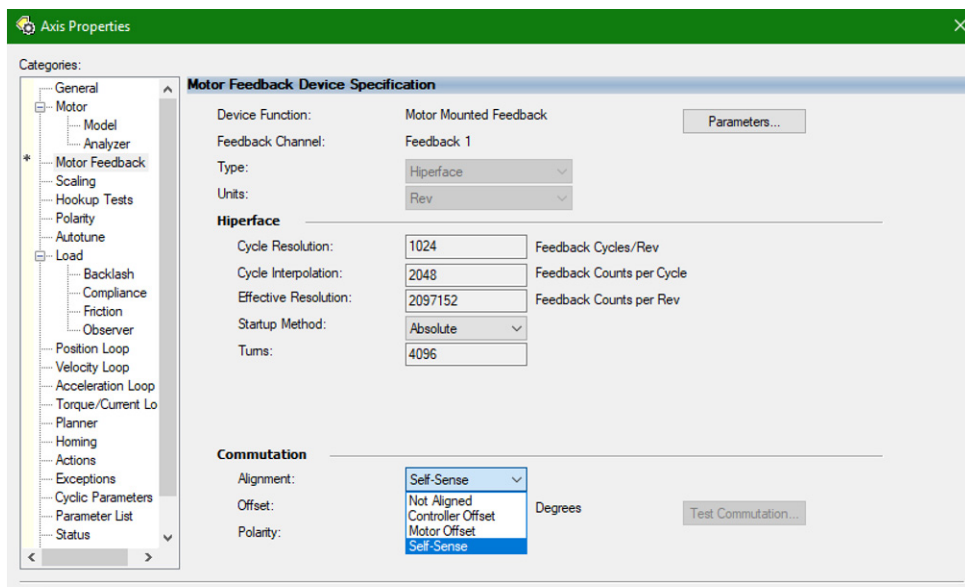 Axis Properties
Categories:
General
Motor
Model
Analyzer
* Motor Feedback
Scaling
Hookup Tests
Polarity
Autotune
Load
Backlash
Compliance
Friction
Observer
Position Loop
Velocity Loop
Acceleration Loop
Torque/Current Lo
Planner
Homing
Actions
Exceptions
Cyclic Parameters
Parameter List
Status
Motor Feedback Device Specification
Device Function: Motor Mounted Feedback Parameters...
Feedback Channel: Feedback 1
Type: Hiperface
Units: Rev
Hiperface
Cycle Resolution: 1024 Feedback Cycles/Rev
Cycle Interpolation: 2048 Feedback Counts per Cycle
Effective Resolution: 2097152 Feedback Counts per Rev
Startup Method: Absolute
Turns: 4096
Commutation
Alignment: Self-Sense
Not Aligned
Offset: Controller Offset Degrees Test Commutation...
Motor Offset
Polarity: Self-Sense